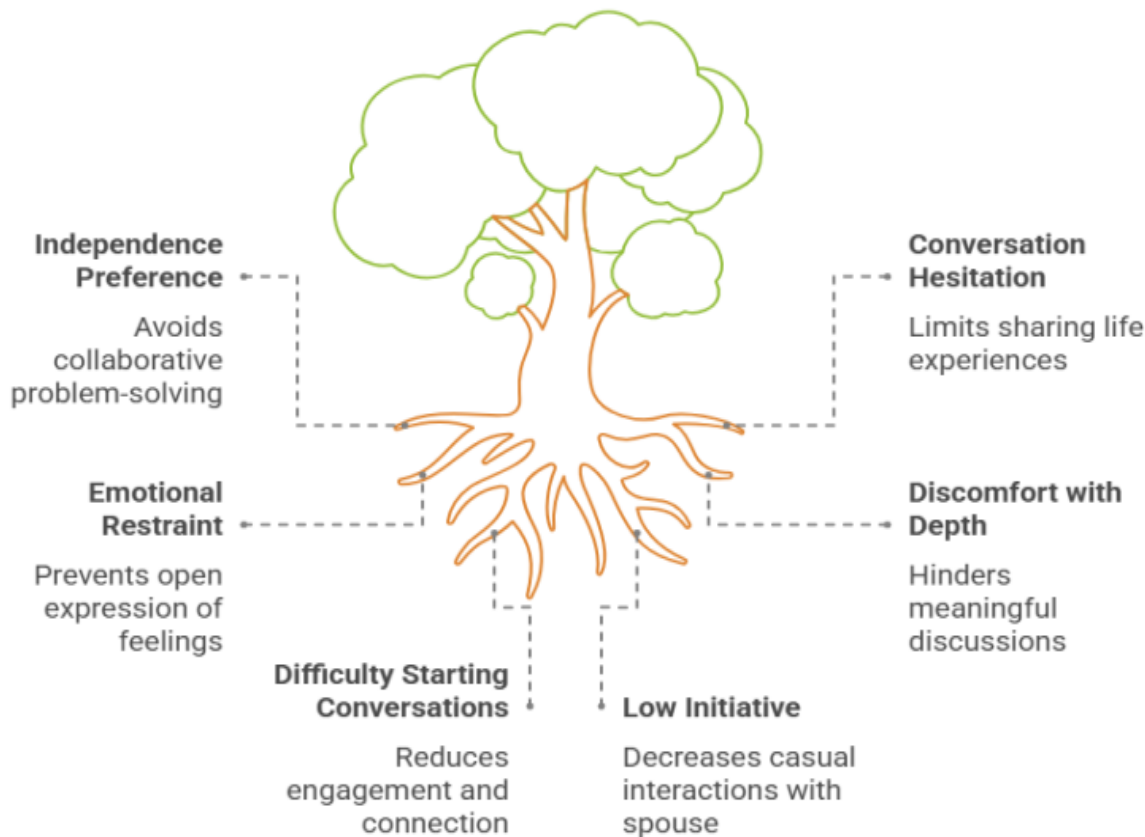 Independence
Preference
Avoids
collaborative
problem-solving
Conversation
Hesitation
Limits sharing life
experiences
Emotional
Restraint
Prevents open
expression of
feelings
Discomfort with
Depth
Hinders
meaningful
discussions
Difficulty Starting
Conversations
Reduces
engagement and
connection
Low Initiative
Decreases casual
interactions with
spouse